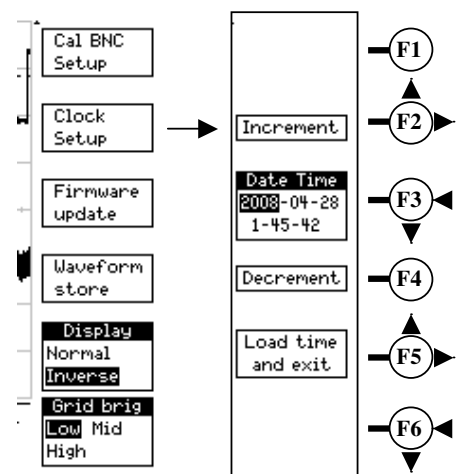 Cal BNC
Setup
Clock
Setup
Firmware
update
Waveform
store
Display
Normal
Inverse
Grid brig
Low Mid
High
Increment
Date Time
2008-04-28
1-45-42
Decrement
Load time
and exit
F1
F2
F3
F4
F5
F6